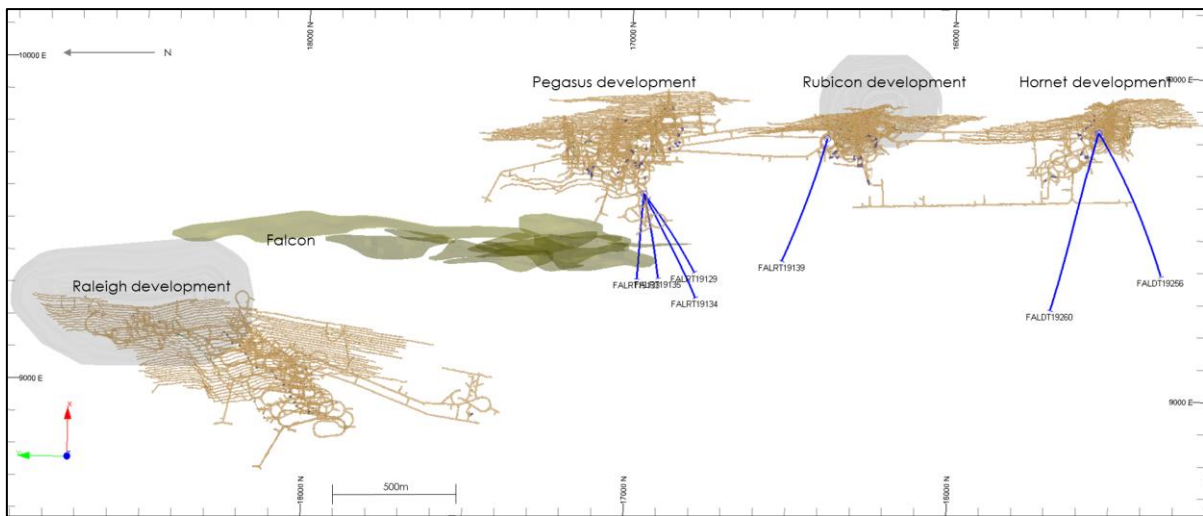 18000 N
17000 N
16000 N
10000 E
N
Pegasus development
Rubicon development
Hornet development
Falcon
Raleigh development
FALRT19135
FALRT19129
FALRT19134
FALRT19139
FALDT19256
FALDT19260
9000 E
9000 E
X
18000 N
500m
17000 N
16000 N